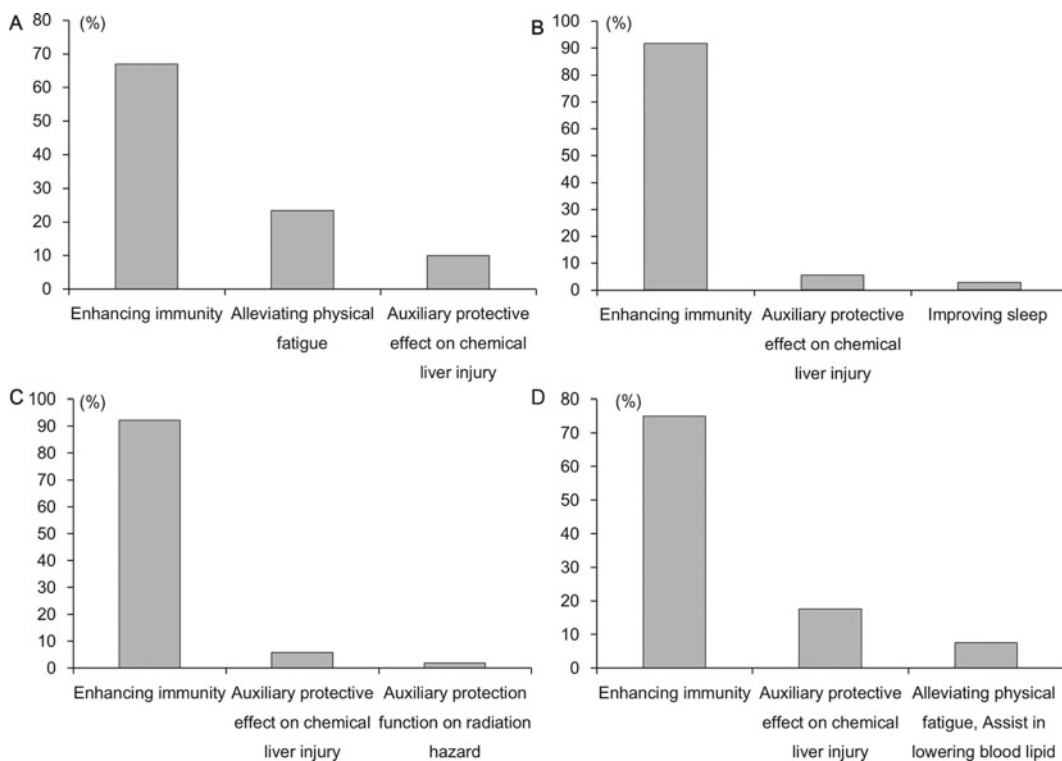 A
(%)
80
70
60
50
40
30
20
10
0
Enhancing immunity
Alleviating physical
fatigue
Auxiliary protective
effect on chemical
liver injury
B
(%)
100
90
80
70
60
50
40
30
20
10
0
Enhancing immunity
Auxiliary protective
effect on chemical
liver injury
Improving sleep
C
(%)
100
90
80
70
60
50
40
30
20
10
0
Enhancing immunity
Auxiliary protective
effect on chemical
liver injury
Auxiliary protection
function on radiation
hazard
D
(%)
80
70
60
50
40
30
20
10
0
Enhancing immunity
Auxiliary protective
effect on chemical
liver injury
Alleviating physical
fatigue, Assist in
lowering blood lipid